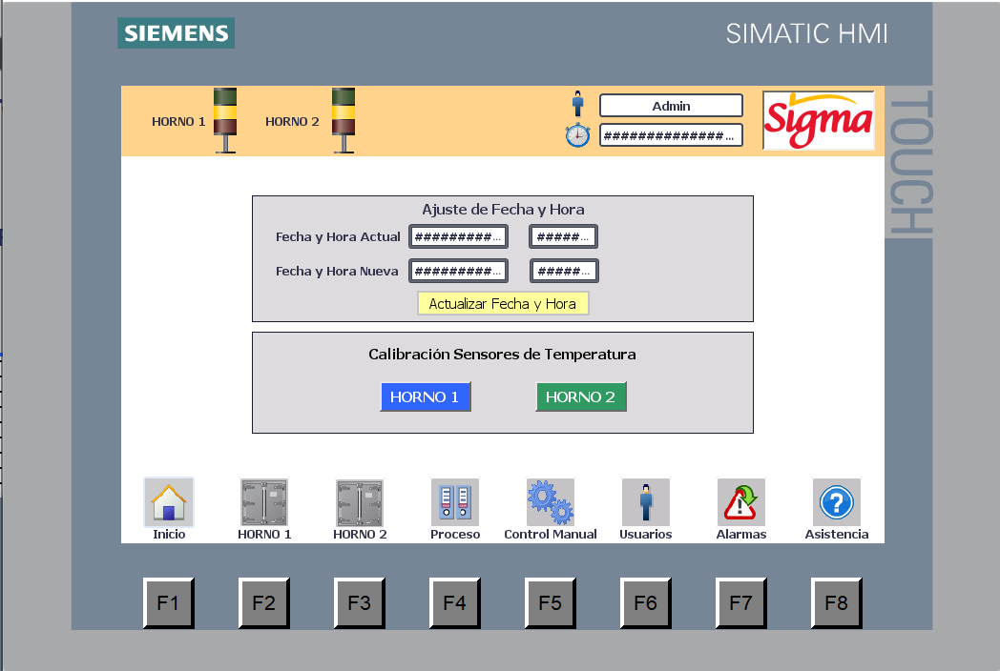 SIEMENS
SIMATIC HMI
TOUCH
HORNO 1
HORNO 2
Admin
##############...
Sigma
Ajuste de Fecha y Hora
Fecha y Hora Actual #########... #####...
Fecha y Hora Nueva #########... #####...
Actualizar Fecha y Hora
Calibración Sensores de Temperatura
HORNO 1 HORNO 2
Inicio HORNO 1 HORNO 2 Proceso Control Manual Usuarios Alarmas Asistencia
F1 F2 F3 F4 F5 F6 F7 F8